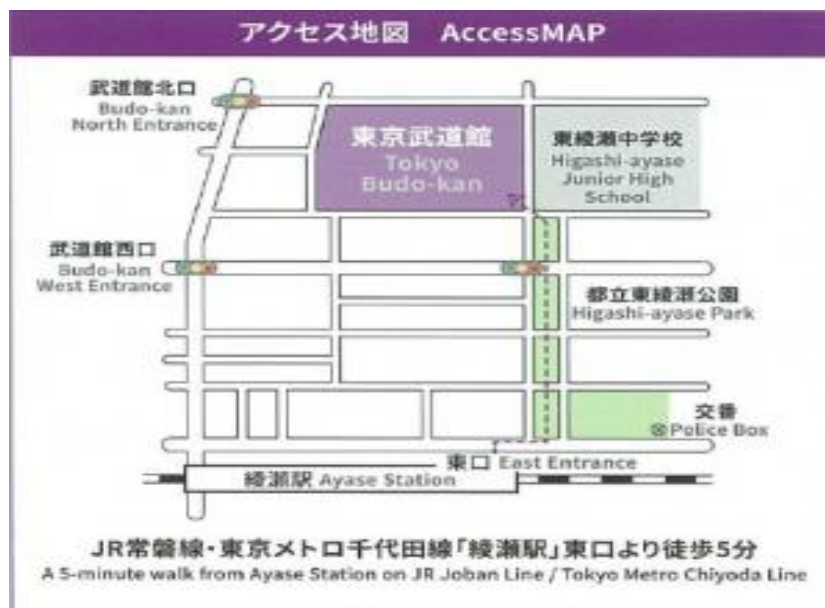 アクセス地図 AccessMAP
武道館北口
Budo-kan
North Entrance
東京武道館
Tokyo
Budo-kan
東綾瀬中学校
Higashi-ayase
Junior High
School
武道館西口
Budo-kan
West Entrance
都立東綾瀬公園
Higashi-ayase Park
交番
Police Box
東口 East Entrance
綾瀬駅 Ayase Station
JR常磐線・東京メトロ千代田線「綾瀬駅」東口より徒歩5分
A 5-minute walk from Ayase Station on JR Joban Line / Tokyo Metro Chiyoda Line